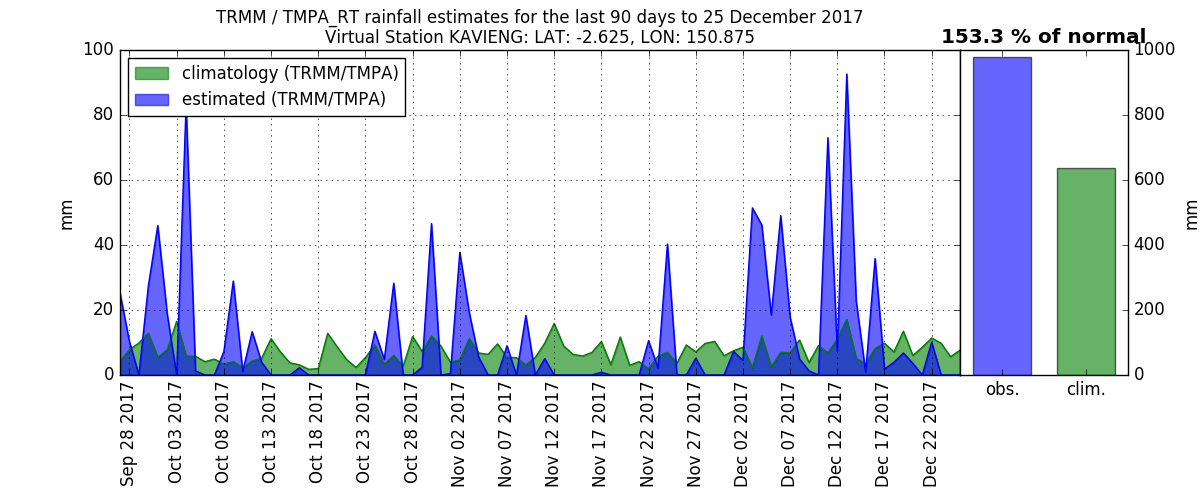 TRMM / TMPA_RT rainfall estimates for the last 90 days to 25 December 2017
Virtual Station KAVIENG: LAT: -2.625, LON: 150.875
153.3 % of normal
climatology (TRMM/TMPA)
estimated (TRMM/TMPA)
100
80
60
40
20
0
mm
1000
800
600
400
200
0
mm
Sep 28 2017
Oct 03 2017
Oct 08 2017
Oct 13 2017
Oct 18 2017
Oct 23 2017
Oct 28 2017
Nov 02 2017
Nov 07 2017
Nov 12 2017
Nov 17 2017
Nov 22 2017
Nov 27 2017
Dec 02 2017
Dec 07 2017
Dec 12 2017
Dec 17 2017
Dec 22 2017
obs.
clim.